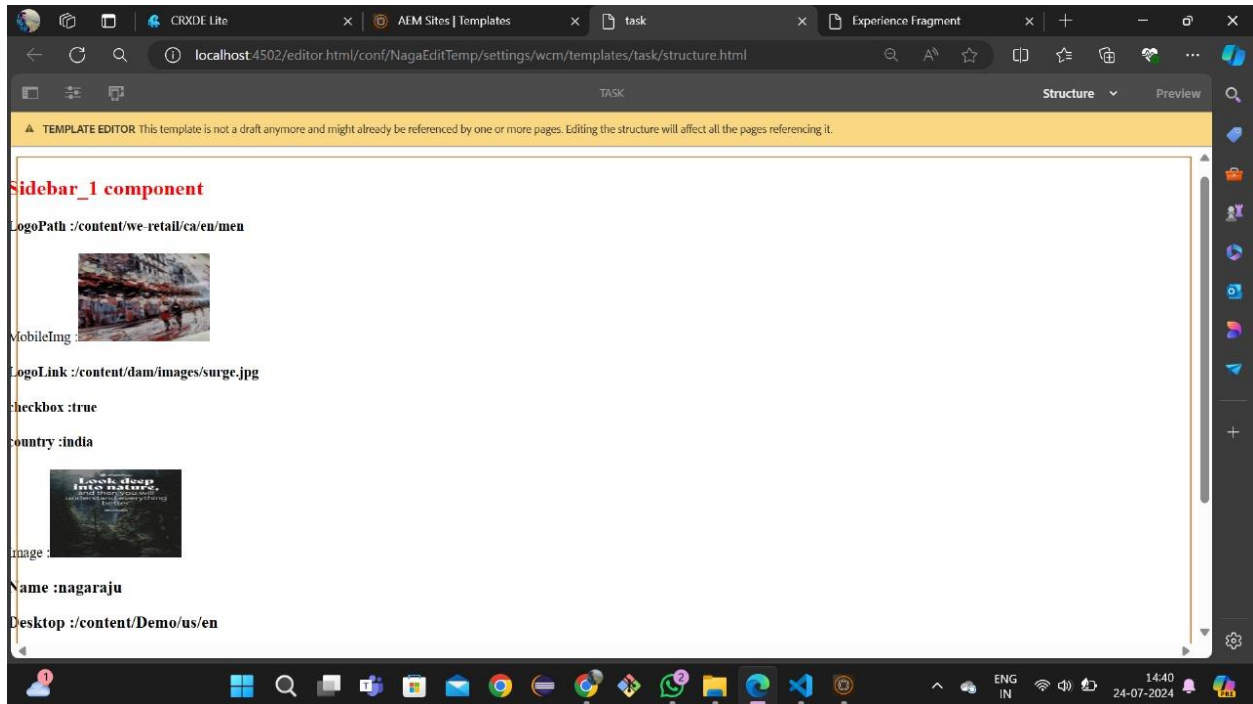 CRXDE Lite
AEM Sites | Templates
task
Experience Fragment
localhost:4502/editor.html/conf/NagaEditTemp/settings/wcm/templates/task/structure.html
TASK
Structure
Preview
TEMPLATE EDITOR This template is not a draft anymore and might already be referenced by one or more pages. Editing the structure will affect all the pages referencing it.
Sidebar_1 component
LogoPath :/content/we-retail/ca/en/men
MobileImg :
LogoLink :/content/dam/images/surge.jpg
checkbox :true
country :india
Look deep
into nature,
and then you will
understand everything
better
Image :
Name :nagaraju
Desktop :/content/Demo/us/en
1
2
ENG
IN
14:40
24-07-2024
PRE